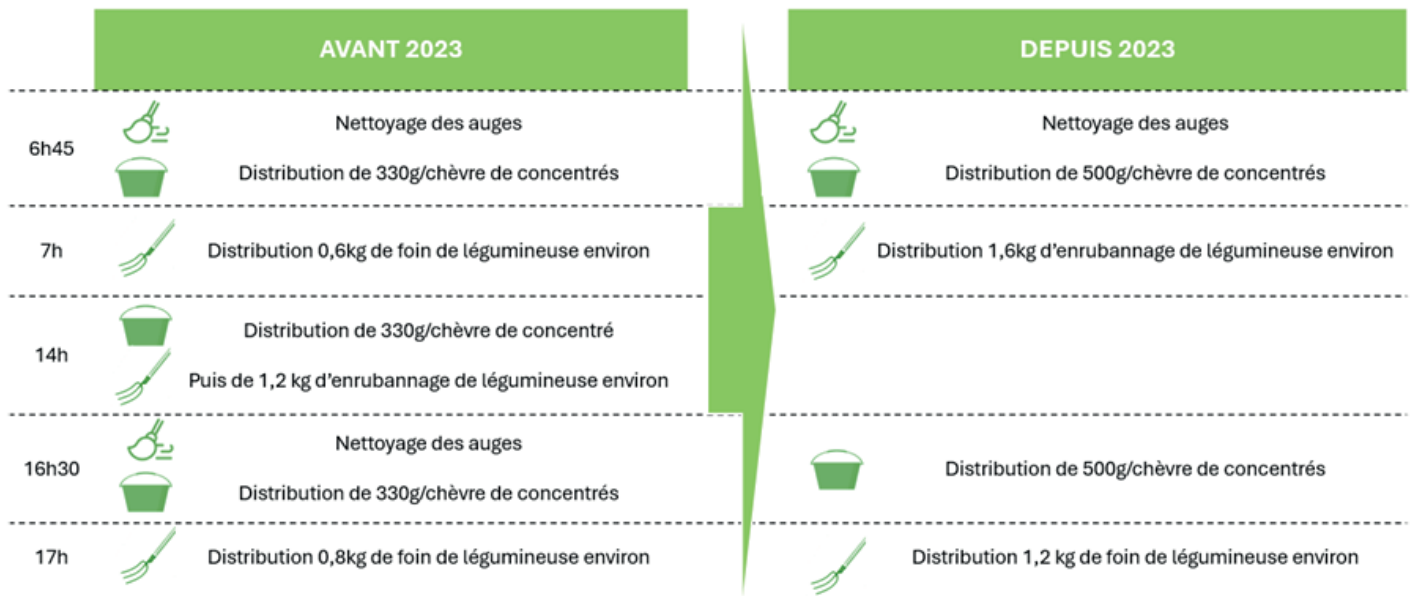 AVANT 2023
DEPUIS 2023
6h45
Nettoyage des auges
Distribution de 330g/chèvre de concentrés
Nettoyage des auges
Distribution de 500g/chèvre de concentrés
7h
Distribution 0,6kg de foin de légumineuse environ
Distribution 1,6kg d'enrubannage de légumineuse environ
14h
Distribution de 330g/chèvre de concentré
Puis de 1,2 kg d'enrubannage de légumineuse environ
16h30
Nettoyage des auges
Distribution de 330g/chèvre de concentrés
Distribution de 500g/chèvre de concentrés
17h
Distribution 0,8kg de foin de légumineuse environ
Distribution 1,2 kg de foin de légumineuse environ